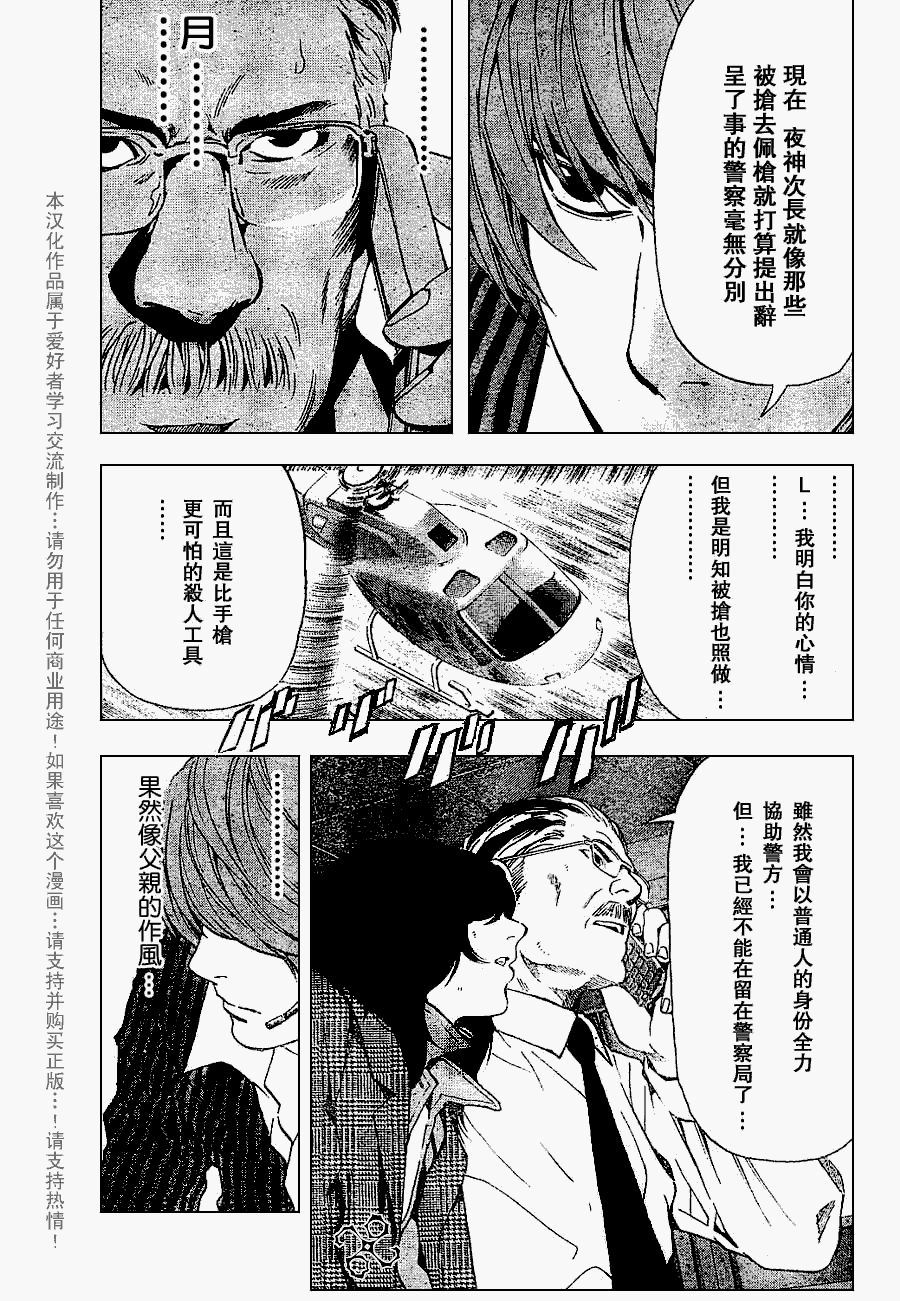 現在 夜神次長就像那些
被搶去佩槍就打算提出辭
呈了事的警察毫無分別
………
月………
………
………
L…我明白你的心情…
………
但我是明知被搶也照做…
………
而且這是比手槍
更可怕的殺人工具
……
雖然我會以普通人的身份全力
協助警方…
但…我已經不能在留在警察局了…
………
果然像父親的作風…
本汉化作品属于爱好者学习交流制作…请勿用于任何商业用途！如果喜欢这个漫画…请支持并购买正版…！请支持热情！